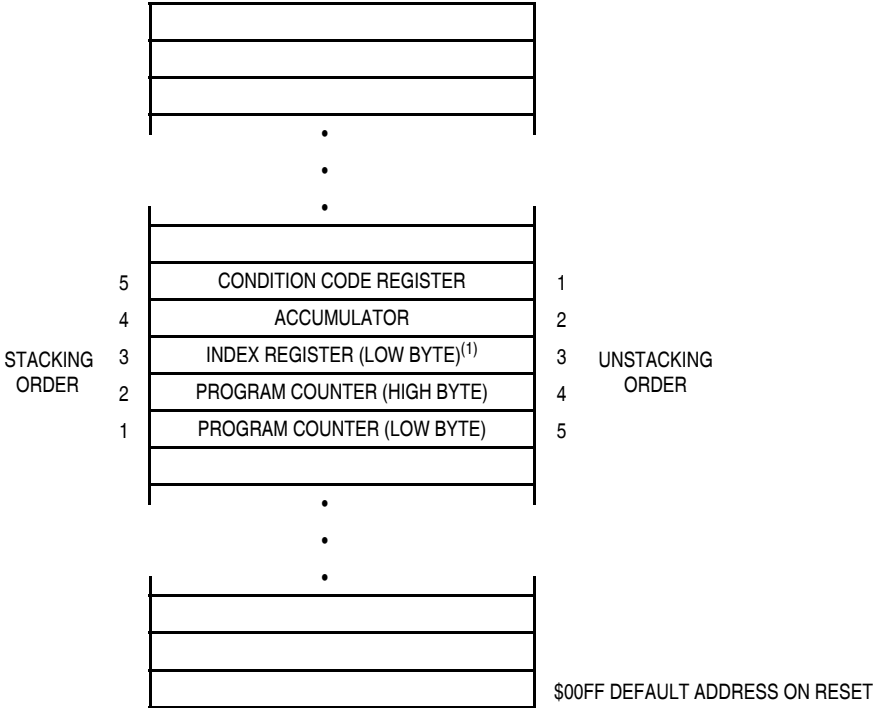 5 CONDITION CODE REGISTER 1
4 ACCUMULATOR 2
STACKING ORDER
3 INDEX REGISTER (LOW BYTE)(1) 3
UNSTACKING ORDER
2 PROGRAM COUNTER (HIGH BYTE) 4
1 PROGRAM COUNTER (LOW BYTE) 5
$00FF DEFAULT ADDRESS ON RESET